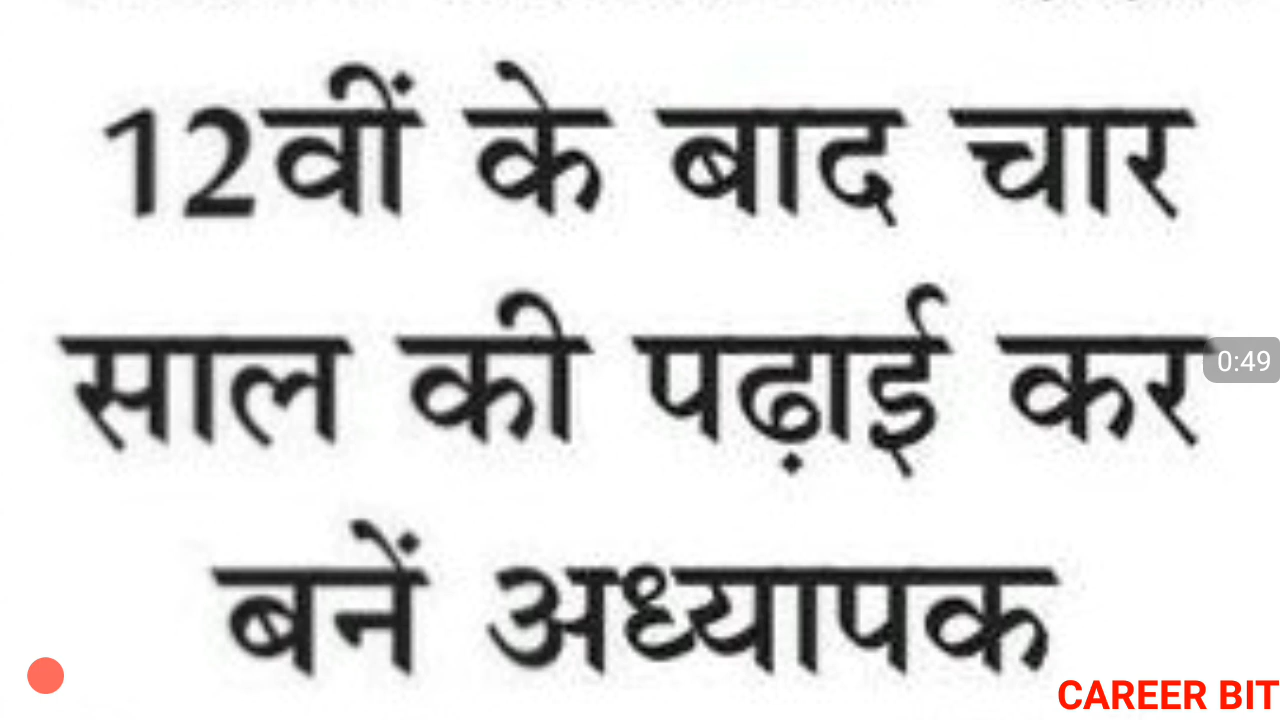 12वीं के बाद चार
साल की पढ़ाई कर
0:49
बनें अध्यापक
CAREER BIT